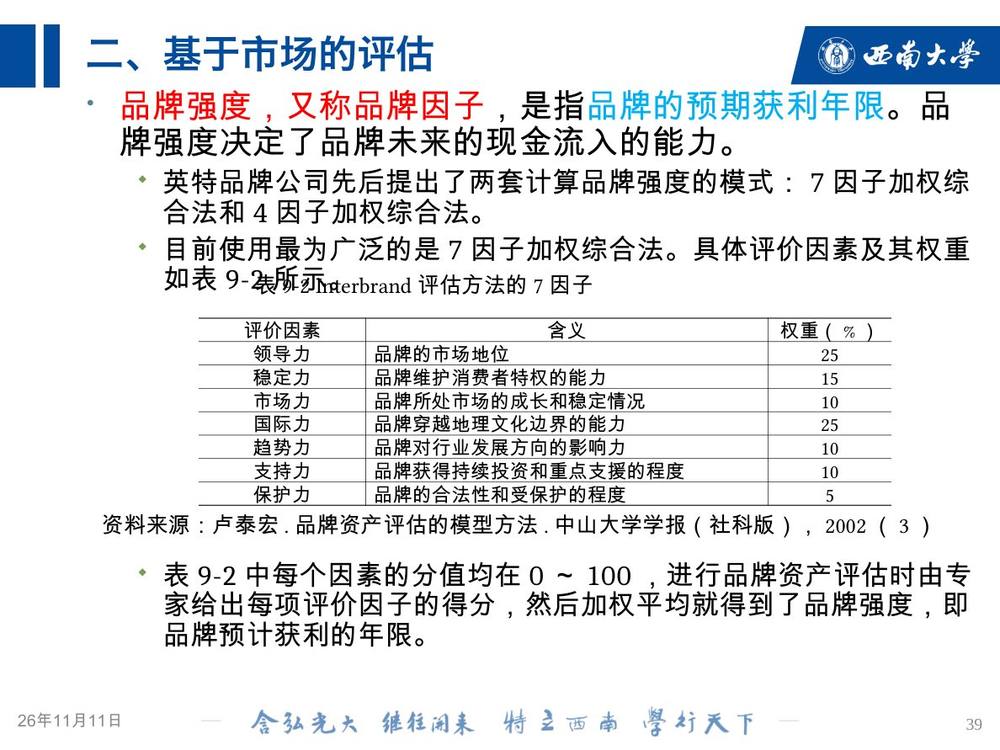 二、基于市场的评估
西南大学
品牌强度，又称品牌因子，是指品牌的预期获利年限。品
牌强度决定了品牌未来的现金流入的能力。
英特品牌公司先后提出了两套计算品牌强度的模式：7 因子加权综
合法和 4 因子加权综合法。
目前使用最为广泛的是 7 因子加权综合法。具体评价因素及其权重
如表 9-2 所示。
表 9-2 Interbrand 评估方法的 7 因子
评价因素 含义 权重（%）
领导力 品牌的市场地位 25
稳定力 品牌维护消费者特权的能力 15
市场力 品牌所处市场的成长和稳定情况 10
国际力 品牌穿越地理文化边界的能力 25
趋势力 品牌对行业发展方向的影响力 10
支持力 品牌获得持续投资和重点支援的程度 10
保护力 品牌的合法性和受保护的程度 5
资料来源：卢泰宏 . 品牌资产评估的模型方法 . 中山大学学报（社科版），2002（3）
表 9-2 中每个因素的分值均在 0 ～ 100 ，进行品牌资产评估时由专
家给出每项评价因子的得分，然后加权平均就得到了品牌强度，即
品牌预计获利的年限。
26年11月11日
含弘光大 继往开来 特立西南 學行天下
39